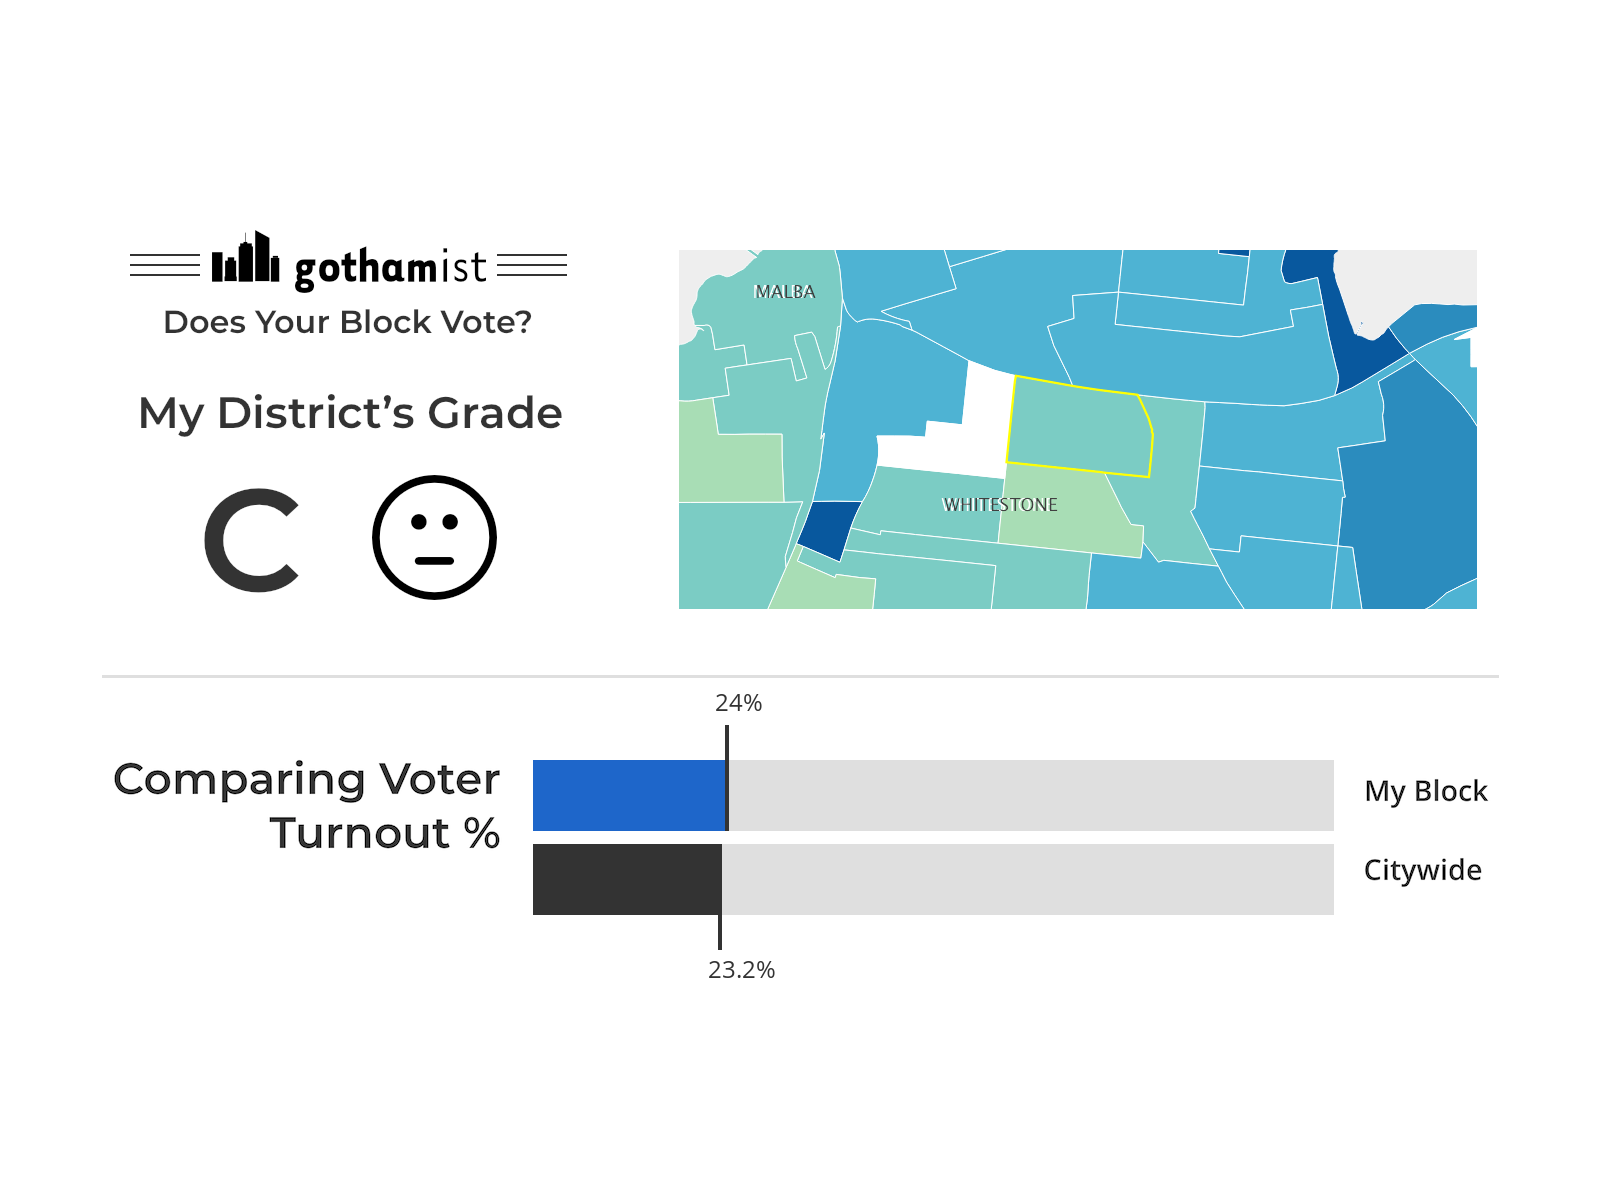 gothamist
Does Your Block Vote?
My District's Grade
C
MALBA
WHITESTONE
24%
Comparing Voter
Turnout %
My Block
Citywide
23.2%